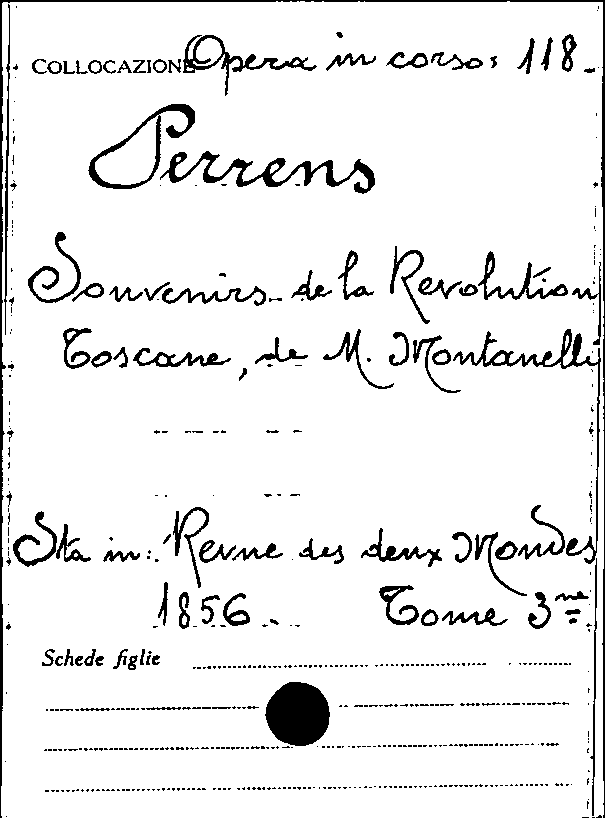 COLLOCAZIONE Opera in corso: 118.
Perrens
Souvenirs de la Revolution
Toscane, de M. Montanelli
Sta in: Revue des deux Mondes
1856. Tome 3me
Schede figlie